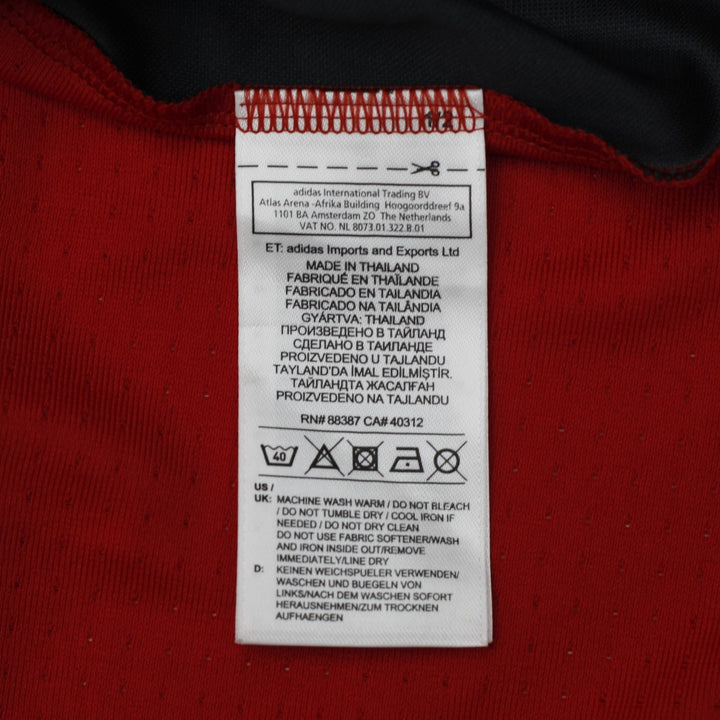 1/2
adidas International Trading BV
Atlas Arena -Afrika Building Hoogoorddreef 9a
1101 BA Amsterdam ZO The Netherlands
VAT NO. NL 8073.01.322.B.01
ET: adidas Imports and Exports Ltd
MADE IN THAILAND
FABRIQUÉ EN THAÏLANDE
FABRICADO EN TAILANDIA
FABRICADO NA TAILÂNDIA
GYÁRTVA: THAILAND
ПРОИЗВЕДЕНО В ТАЙЛАНД
СДЕЛАНО В ТАИЛАНДЕ
PROIZVEDENO U TAJLANDU
TAYLAND'DA İMAL EDİLMİŞTİR.
ТАЙЛАНДТА ЖАСАЛҒАН
PROIZVEDENO NA TAJLANDU
RN# 88387 CA# 40312
40
US /
UK: MACHINE WASH WARM / DO NOT BLEACH
/ DO NOT TUMBLE DRY / COOL IRON IF
NEEDED / DO NOT DRY CLEAN
DO NOT USE FABRIC SOFTENER/WASH
AND IRON INSIDE OUT/REMOVE
IMMEDIATELY/LINE DRY
D: KEINEN WEICHSPUELER VERWENDEN/
WASCHEN UND BUEGELN VON
LINKS/NACH DEM WASCHEN SOFORT
HERAUSNEHMEN/ZUM TROCKNEN
AUFHAENGEN